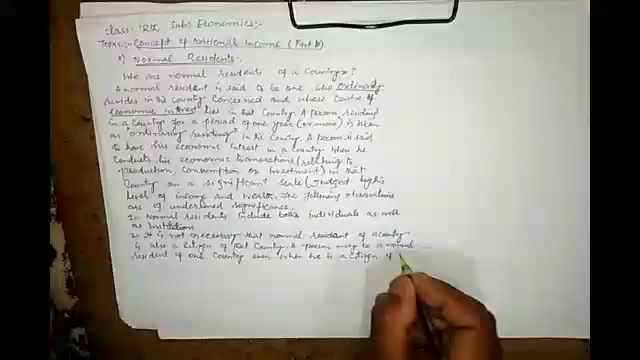 Class:- 12th Sub:- Economics:-
Topic:- Concept of National Income (Part 6)
Normal Residents:-
Who are normal residents of a Country?
A normal resident is said to be one who ordinarily
resides in the Country Concerned and whose Centre of
economic interest lies in that Country. A person residing
in a Country for a period of one year (or more) is taken
as "ordinarily residing" in the Country. A person is said
to have his economic interest in a country when he
conducts his economic transactions (relating to
production, Consumption or Investment) in that
Country on a significant Scale (Judged by his
level of income and wealth. The following observations
are of underlined significance.
1. Normal residents include both individuals as well
as Institutions
2. It is not necessary that normal resident of a County
is also a Citizen of that Country. A person may be a normal
resident of one Country even when he is a citizen of